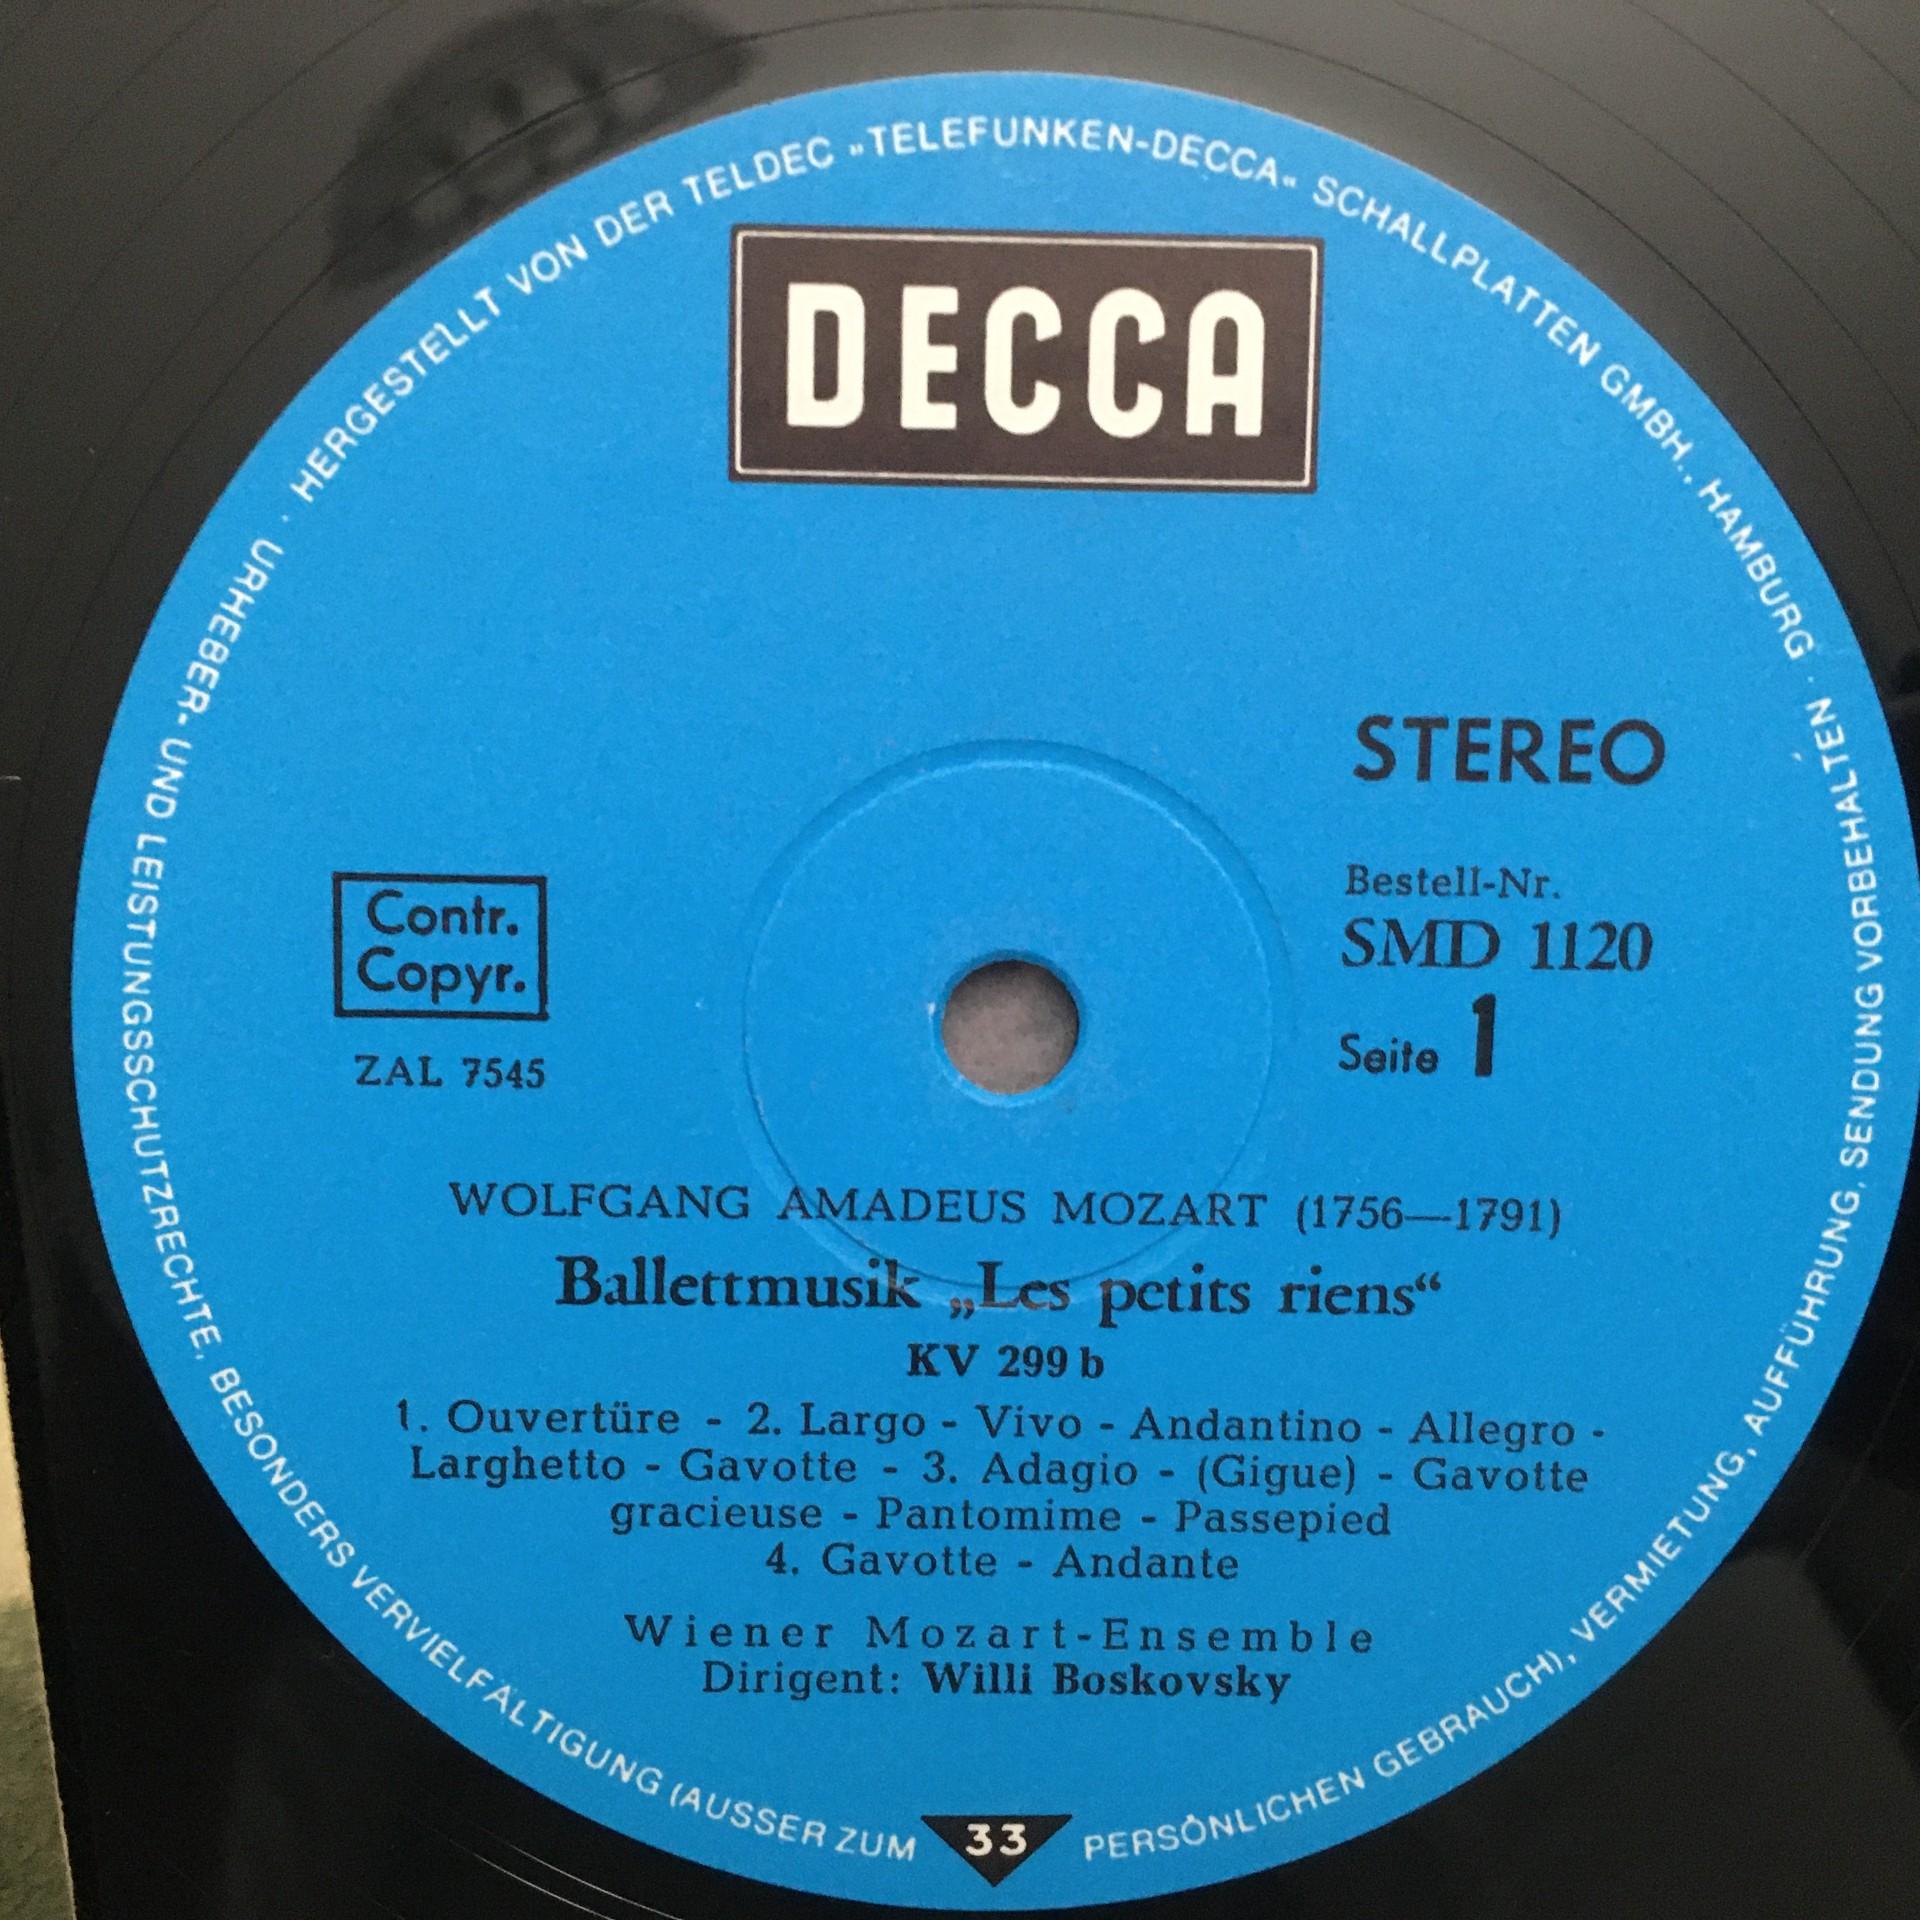 HERGESTELLT VON DER TELDEC „TELEFUNKEN-DECCA“ SCHALLPLATTEN GMBH., HAMBURG ·
DECCA
STEREO
Bestell-Nr.
SMD 1120
Seite 1
Contr.
Copyr.
ZAL 7545
WOLFGANG AMADEUS MOZART (1756—1791)
Ballettmusik „Les petits riens“
KV 299 b
1. Ouvertüre - 2. Largo - Vivo - Andantino - Allegro -
Larghetto - Gavotte - 3. Adagio - (Gigue) - Gavotte
gracieuse - Pantomime - Passepied
4. Gavotte - Andante
Wiener Mozart-Ensemble
Dirigent: Willi Boskovsky
33
URHEBER- UND LEISTUNGSSCHUTZRECHTE, BESONDERS VERVIELFÄLTIGUNG (AUSSER ZUM PERSÖNLICHEN GEBRAUCH), VERMIETUNG, AUFFÜHRUNG, SENDUNG VORBEHALTEN ·